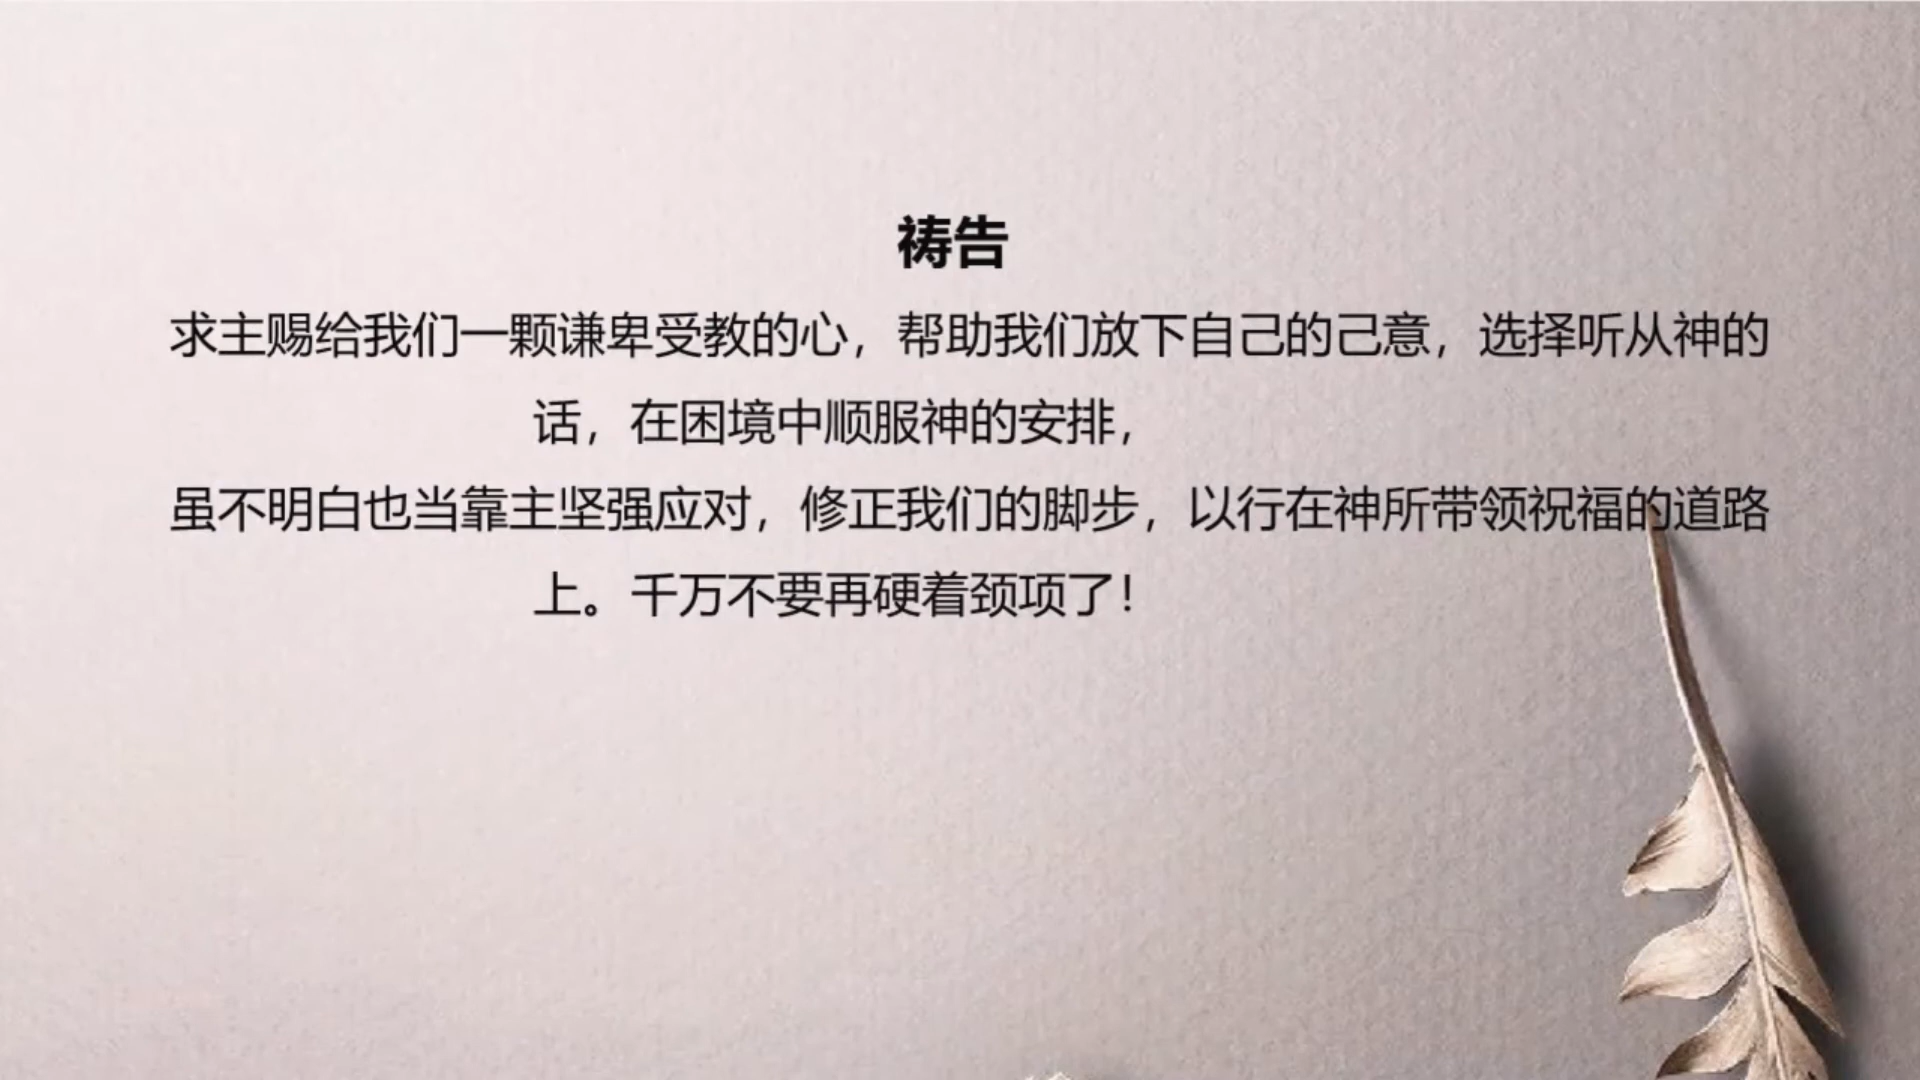 祷告
求主赐给我们一颗谦卑受教的心，帮助我们放下自己的己意，选择听从神的
话，在困境中顺服神的安排，
虽不明白也当靠主坚强应对，修正我们的脚步，以行在神所带领祝福的道路
上。千万不要再硬着颈项了！